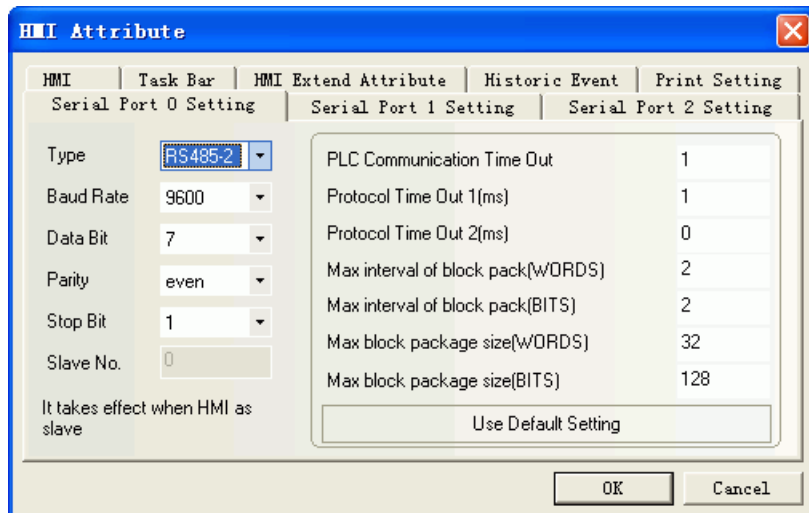 HMI Attribute
HMI Task Bar HMI Extend Attribute Historic Event Print Setting
Serial Port 0 Setting Serial Port 1 Setting Serial Port 2 Setting
Type RS485-2
Baud Rate 9600
Data Bit 7
Parity even
Stop Bit 1
Slave No. 0
It takes effect when HMI as
slave
PLC Communication Time Out 1
Protocol Time Out 1(ms) 1
Protocol Time Out 2(ms) 0
Max interval of block pack(WORDS) 2
Max interval of block pack(BITS) 2
Max block package size(WORDS) 32
Max block package size(BITS) 128
Use Default Setting
OK Cancel